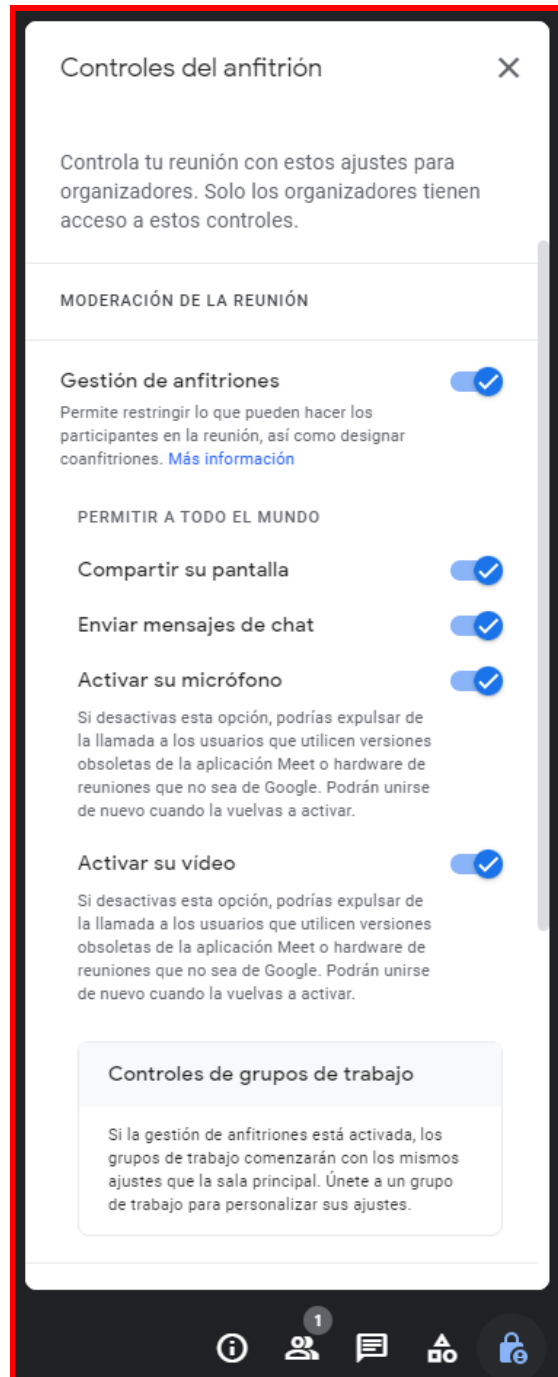 Controles del anfitrión
Controla tu reunión con estos ajustes para
organizadores. Solo los organizadores tienen
acceso a estos controles.
MODERACIÓN DE LA REUNIÓN
Gestión de anfitriones
Permite restringir lo que pueden hacer los
participantes en la reunión, así como designar
coanfitriones. Más información
PERMITIR A TODO EL MUNDO
Compartir su pantalla
Enviar mensajes de chat
Activar su micrófono
Si desactivas esta opción, podrías expulsar de
la llamada a los usuarios que utilicen versiones
obsoletas de la aplicación Meet o hardware de
reuniones que no sea de Google. Podrán unirse
de nuevo cuando la vuelvas a activar.
Activar su vídeo
Si desactivas esta opción, podrías expulsar de
la llamada a los usuarios que utilicen versiones
obsoletas de la aplicación Meet o hardware de
reuniones que no sea de Google. Podrán unirse
de nuevo cuando la vuelvas a activar.
Controles de grupos de trabajo
Si la gestión de anfitriones está activada, los
grupos de trabajo comenzarán con los mismos
ajustes que la sala principal. Únete a un grupo
de trabajo para personalizar sus ajustes.
1